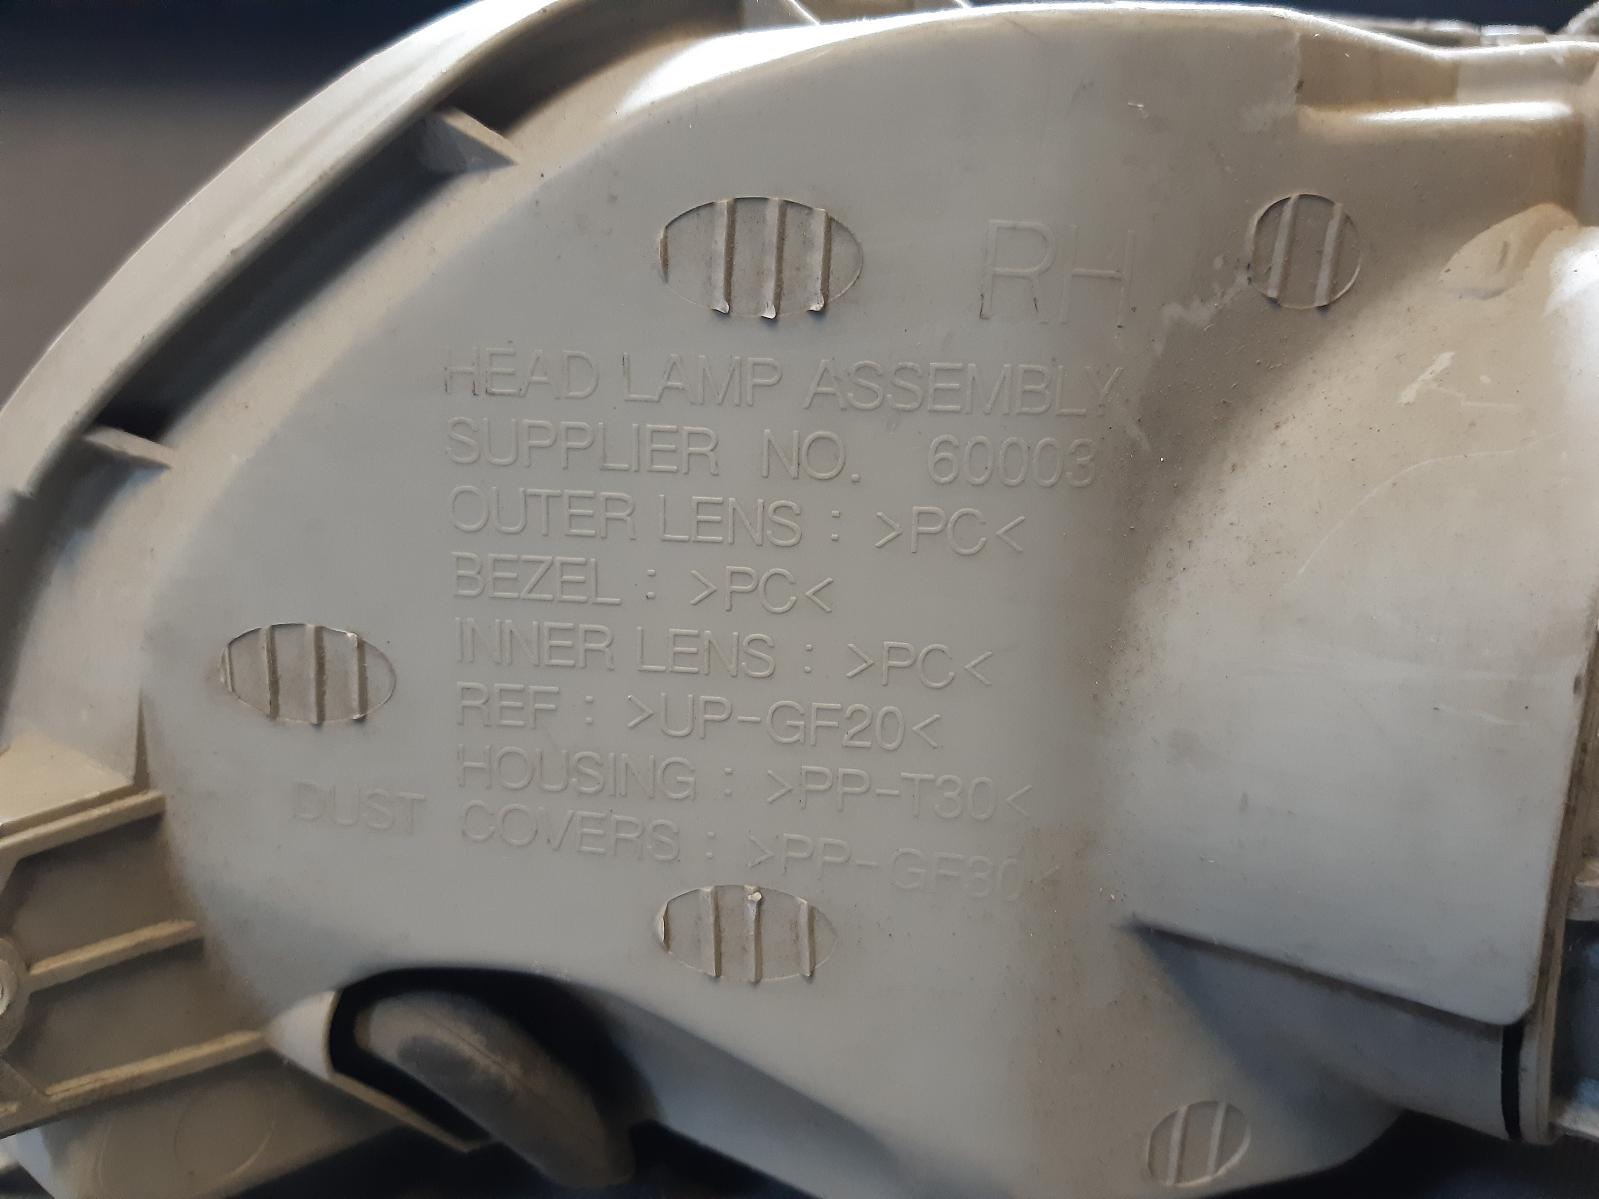 RH
HEAD LAMP ASSEMBLY
SUPPLIER NO. 60003
OUTER LENS : >PC<
BEZEL : >PC<
INNER LENS : >PC<
REF : >UP-GF20<
HOUSING : >PP-T30<
DUST COVERS : >PP-GF30<